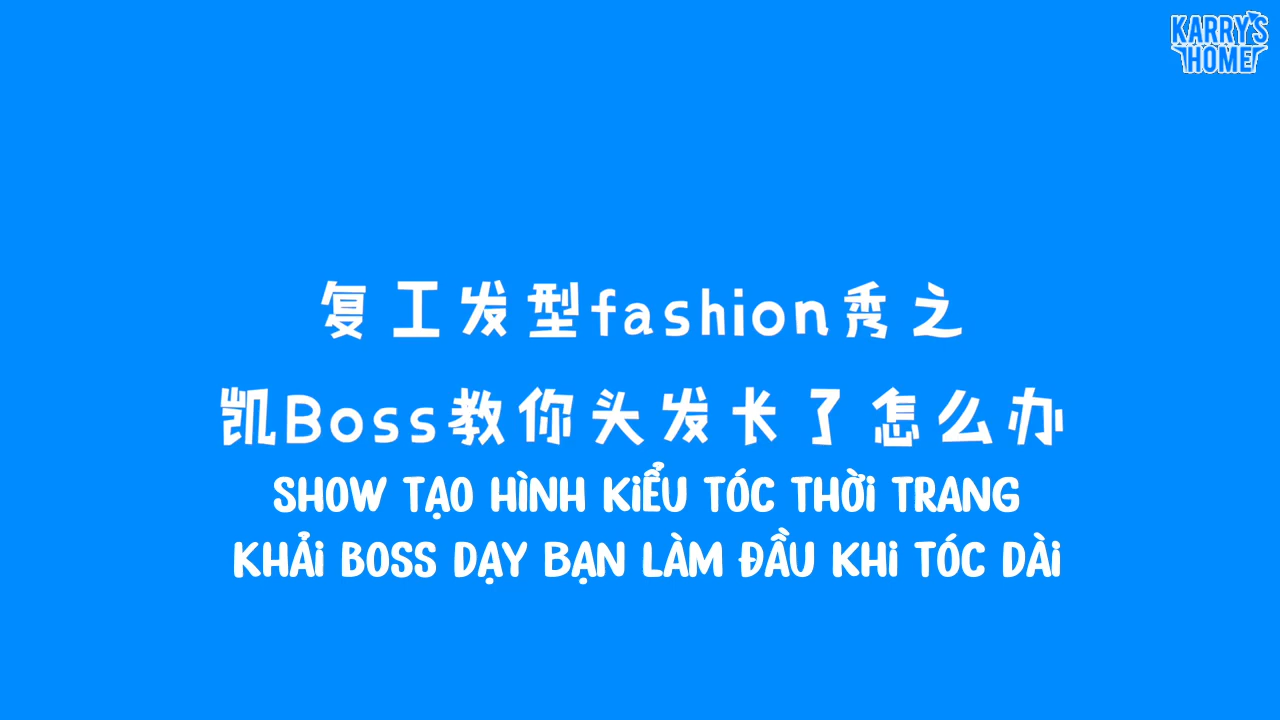 KARRY'S
HOME
复工发型fashion秀之
凯Boss教你头发长了怎么办
SHOW TẠO HÌNH KIỂU TÓC THỜI TRANG
KHẢI BOSS DẠY BẠN LÀM ĐẦU KHI TÓC DÀI